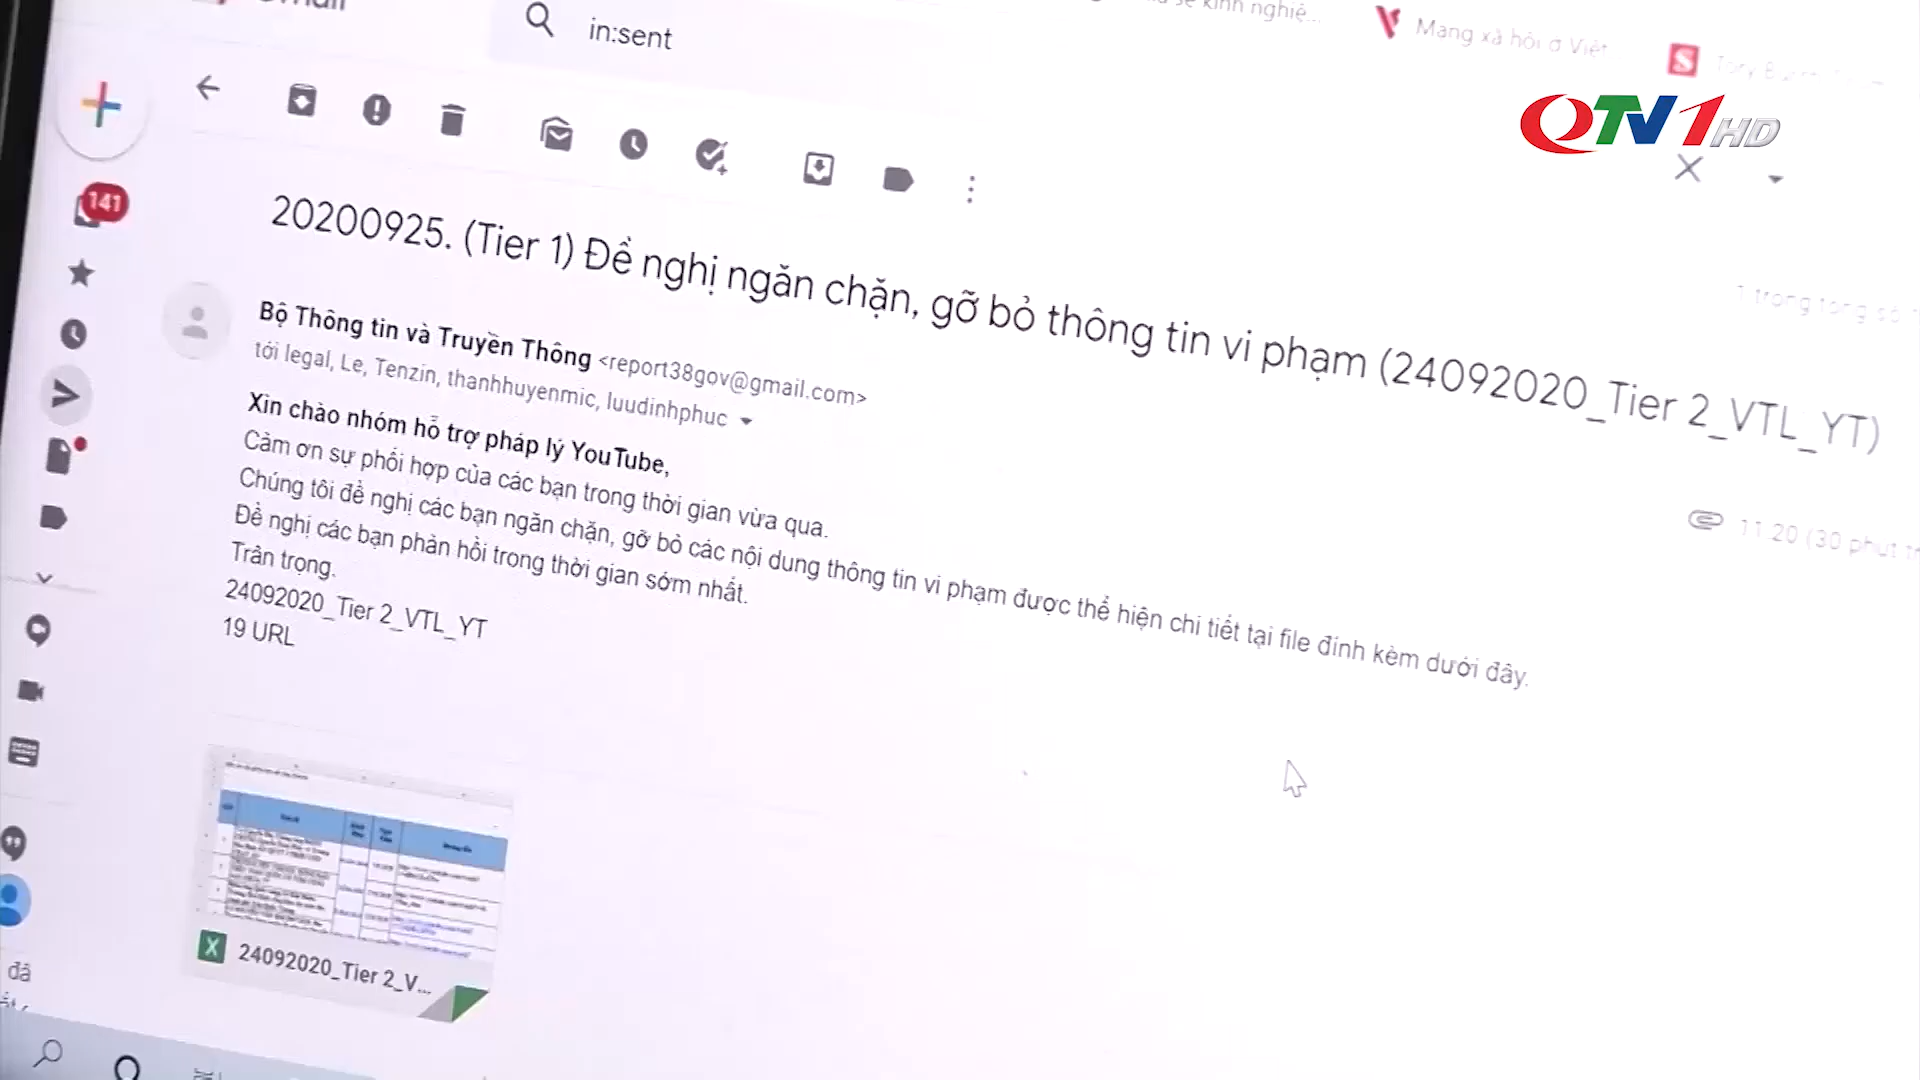 in:sent
Mạng xã hội ở Việt
QTV1HD
141
20200925. (Tier 1) Đề nghị ngăn chặn, gỡ bỏ thông tin vi phạm (24092020_Tier 2_VTL_YT)
Bộ Thông tin và Truyền Thông <report38gov@gmail.com>
tới legal, Le, Tenzin, thanhhuyenmic, luudinhphuc
11:20 (30 phút
Xin chào nhóm hỗ trợ pháp lý YouTube,
Cảm ơn sự phối hợp của các bạn trong thời gian vừa qua.
Chúng tôi đề nghị các bạn ngăn chặn, gỡ bỏ các nội dung thông tin vi phạm được thể hiện chi tiết tại file đính kèm dưới đây.
Đề nghị các bạn phản hồi trong thời gian sớm nhất.
Trân trọng.
24092020_Tier 2_VTL_YT
19 URL
24092020_Tier 2_V...
đã